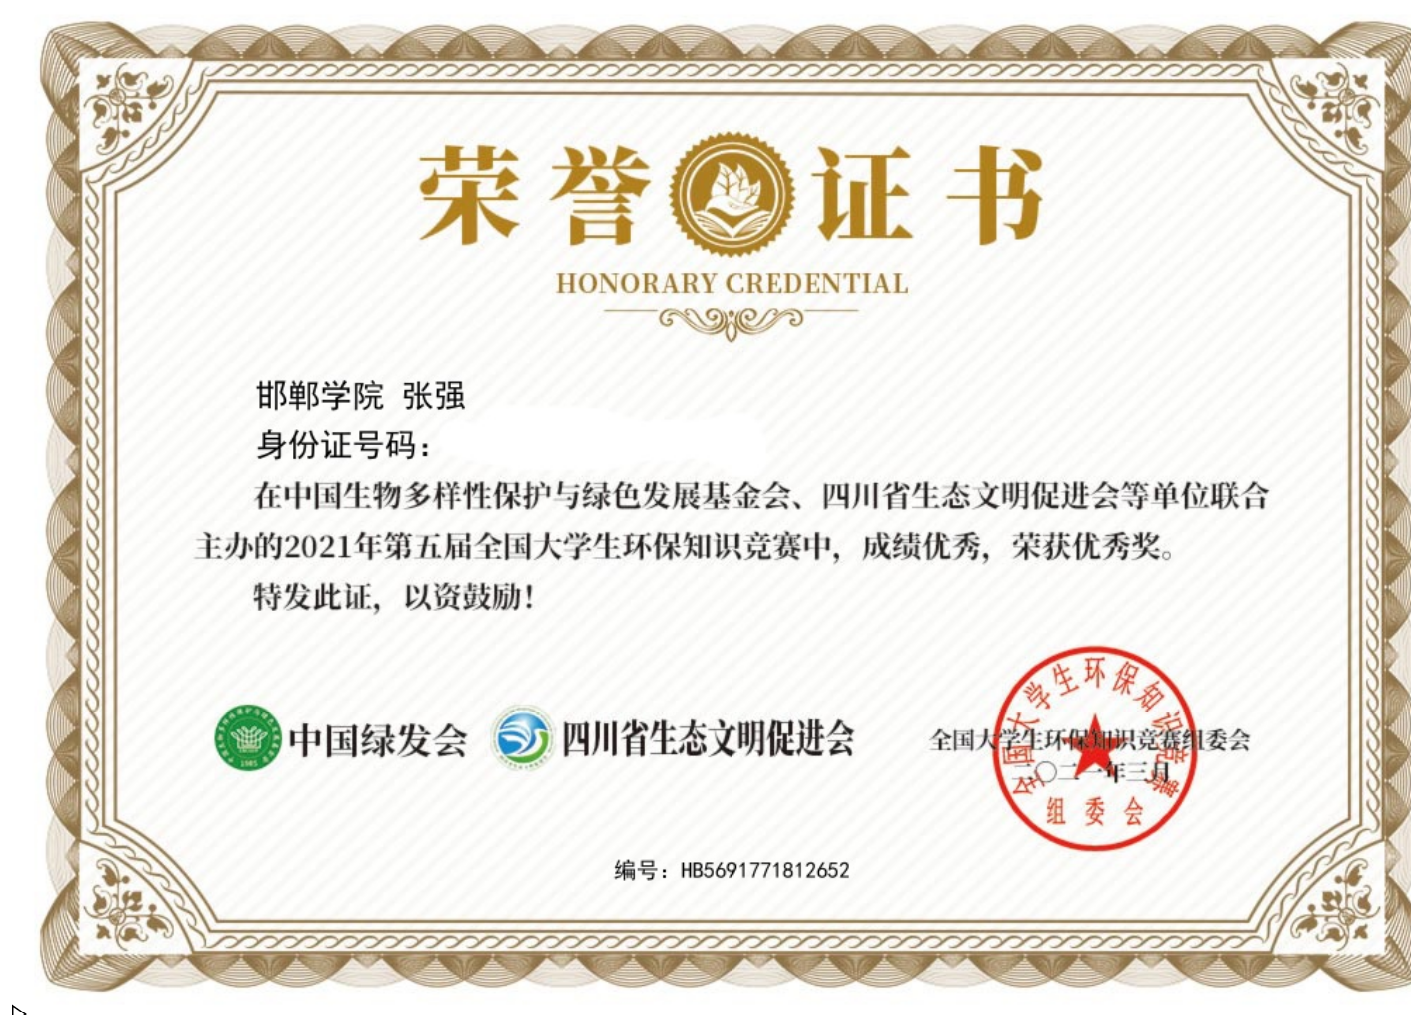 荣誉证书
HONORARY CREDENTIAL
邯郸学院 张强
身份证号码：
在中国生物多样性保护与绿色发展基金会、四川省生态文明促进会等单位联合
主办的2021年第五届全国大学生环保知识竞赛中，成绩优秀，荣获优秀奖。
特发此证，以资鼓励！
中国绿发会 四川省生态文明促进会
全国大学生环保知识竞赛组委会
二〇二一年三月
全国大学生环保知识竞赛
组委会
1985
编号：HB5691771812652